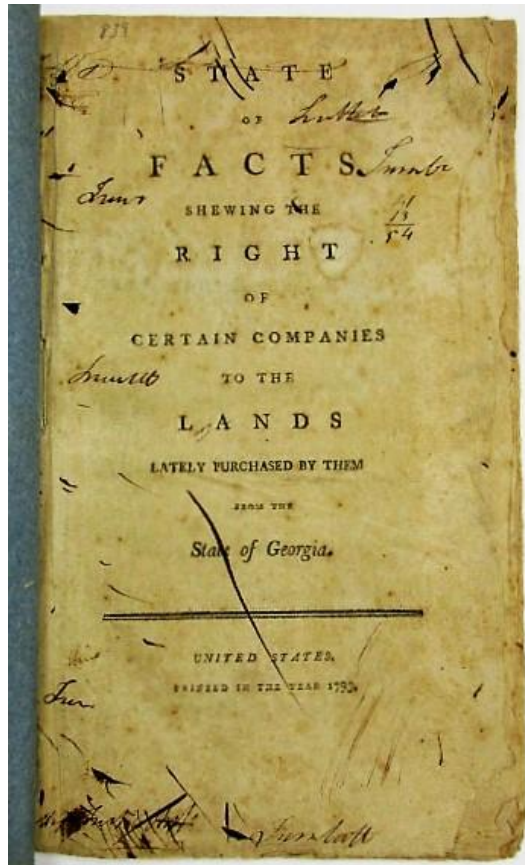 839
STATE
OF
FACTS
SHEWING THE
RIGHT
OF
CERTAIN COMPANIES
TO THE
LANDS
LATELY PURCHASED BY THEM
FROM THE
State of Georgia.
UNITED STATES,
PRINTED IN THE YEAR 1795.